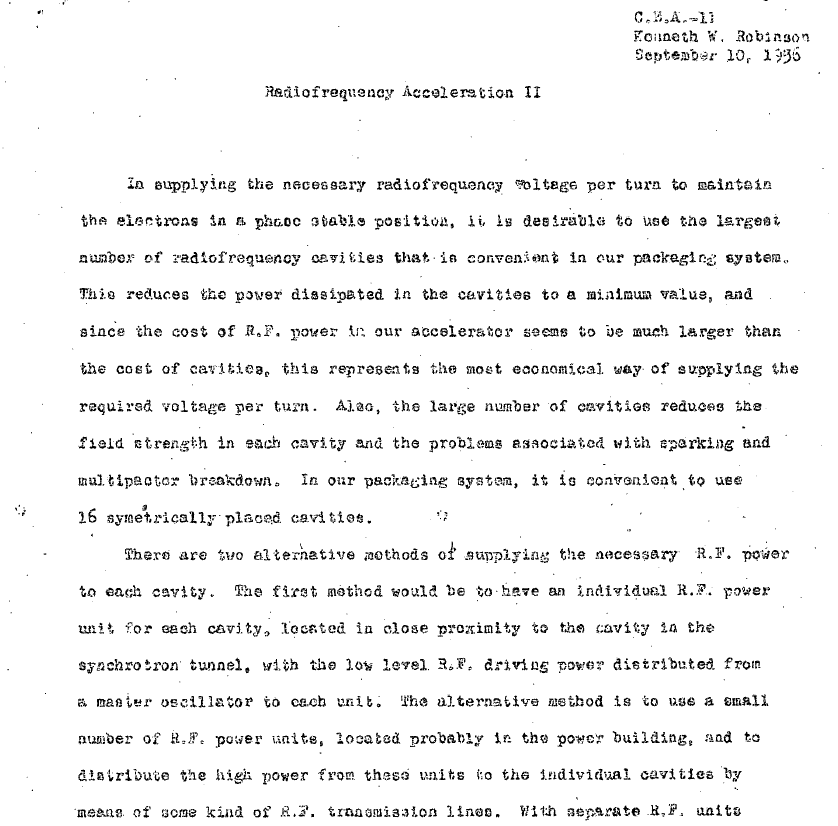 C.E.A.-11
Kenneth W. Robinson
September 10, 1956
Radiofrequency Acceleration II
In supplying the necessary radiofrequency voltage per turn to maintain
the electrons in a phase stable position, it is desirable to use the largest
number of radiofrequency cavities that is convenient in our packaging system.
This reduces the power dissipated in the cavities to a minimum value, and
since the cost of R.F. power in our accelerator seems to be much larger than
the cost of cavities, this represents the most economical way of supplying the
required voltage per turn. Also, the large number of cavities reduces the
field strength in each cavity and the problems associated with sparking and
multipactor breakdown. In our packaging system, it is convenient to use
16 symetrically placed cavities.
There are two alternative methods of supplying the necessary R.F. power
to each cavity. The first method would be to have an individual R.F. power
unit for each cavity, located in close proximity to the cavity in the
synchrotron tunnel, with the low level R.F. driving power distributed from
a master oscillator to each unit. The alternative method is to use a small
number of R.F. power units, located probably in the power building, and to
distribute the high power from these units to the individual cavities by
means of some kind of R.F. transmission lines. With separate R.F. units